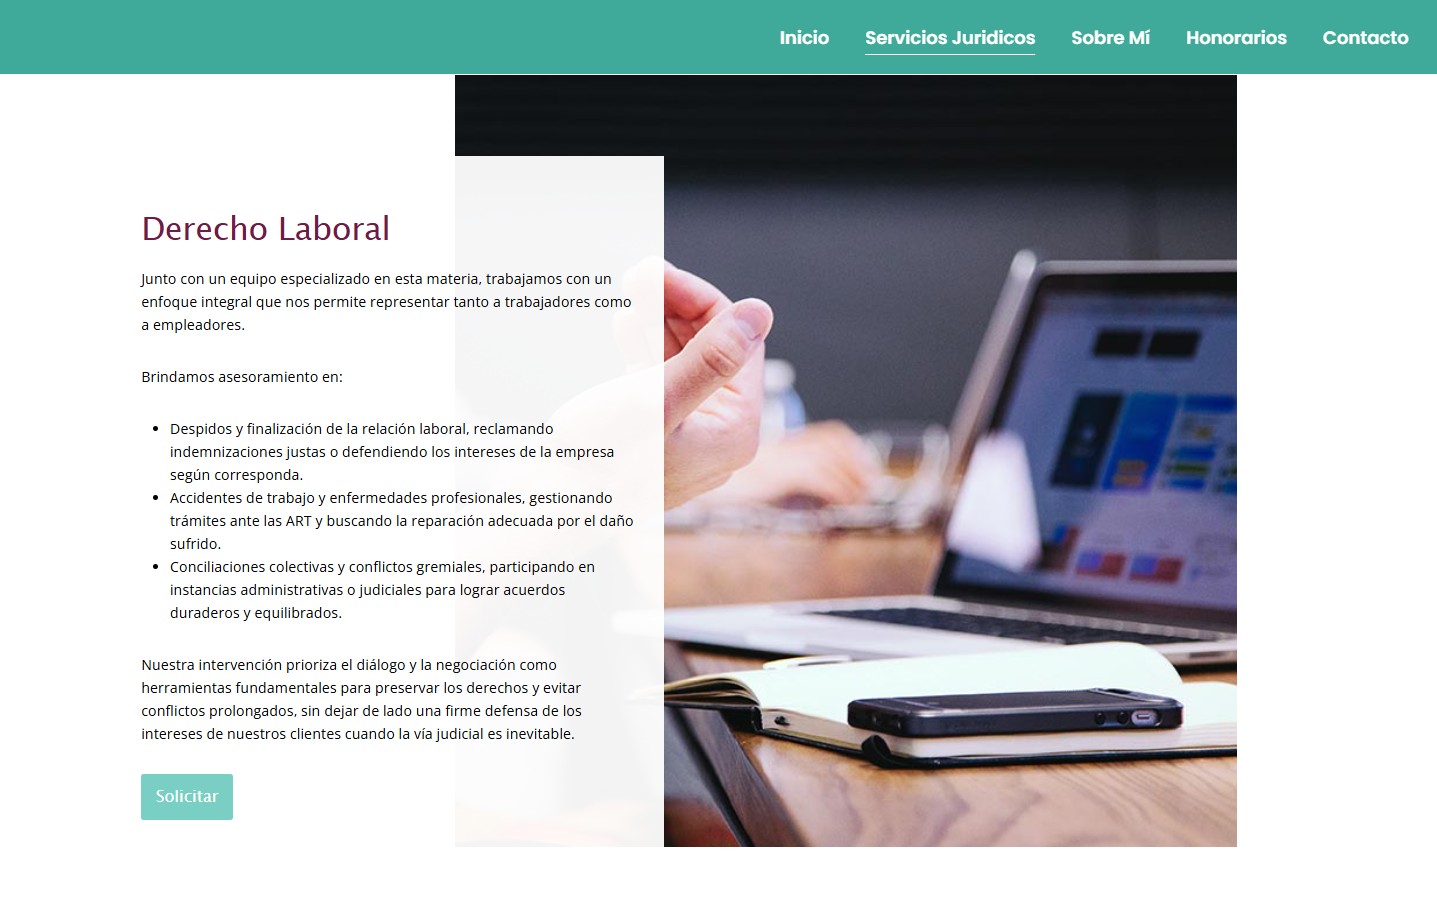 Inicio Servicios Juridicos Sobre Mí Honorarios Contacto
Derecho Laboral
Junto con un equipo especializado en esta materia, trabajamos con un
enfoque integral que nos permite representar tanto a trabajadores como
a empleadores.
Brindamos asesoramiento en:
• Despidos y finalización de la relación laboral, reclamando
indemnizaciones justas o defendiendo los intereses de la empresa
según corresponda.
• Accidentes de trabajo y enfermedades profesionales, gestionando
trámites ante las ART y buscando la reparación adecuada por el daño
sufrido.
• Conciliaciones colectivas y conflictos gremiales, participando en
instancias administrativas o judiciales para lograr acuerdos
duraderos y equilibrados.
Nuestra intervención prioriza el diálogo y la negociación como
herramientas fundamentales para preservar los derechos y evitar
conflictos prolongados, sin dejar de lado una firme defensa de los
intereses de nuestros clientes cuando la vía judicial es inevitable.
Solicitar